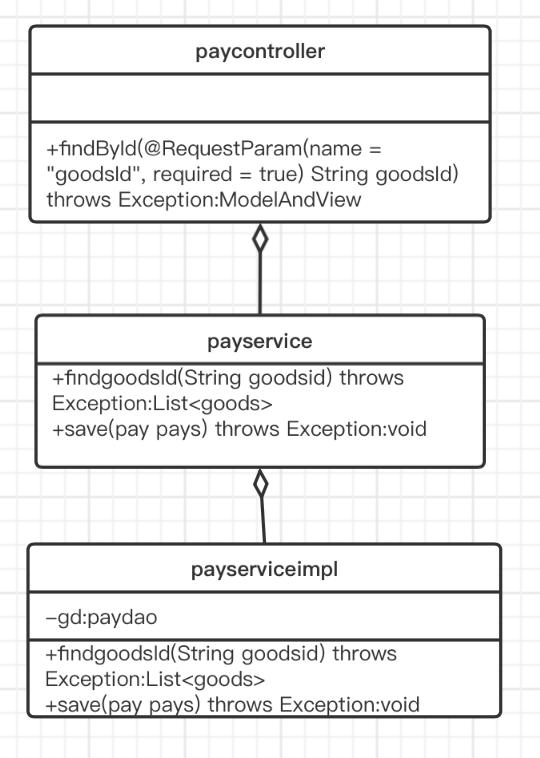 paycontroller
+findById(@RequestParam(name =
"goodsId", required = true) String goodsId)
throws Exception:ModelAndView
payservice
+findgoodsId(String goodsid) throws
Exception:List<goods>
+save(pay pays) throws Exception:void
payserviceimpl
-gd:paydao
+findgoodsId(String goodsid) throws
Exception:List<goods>
+save(pay pays) throws Exception:void